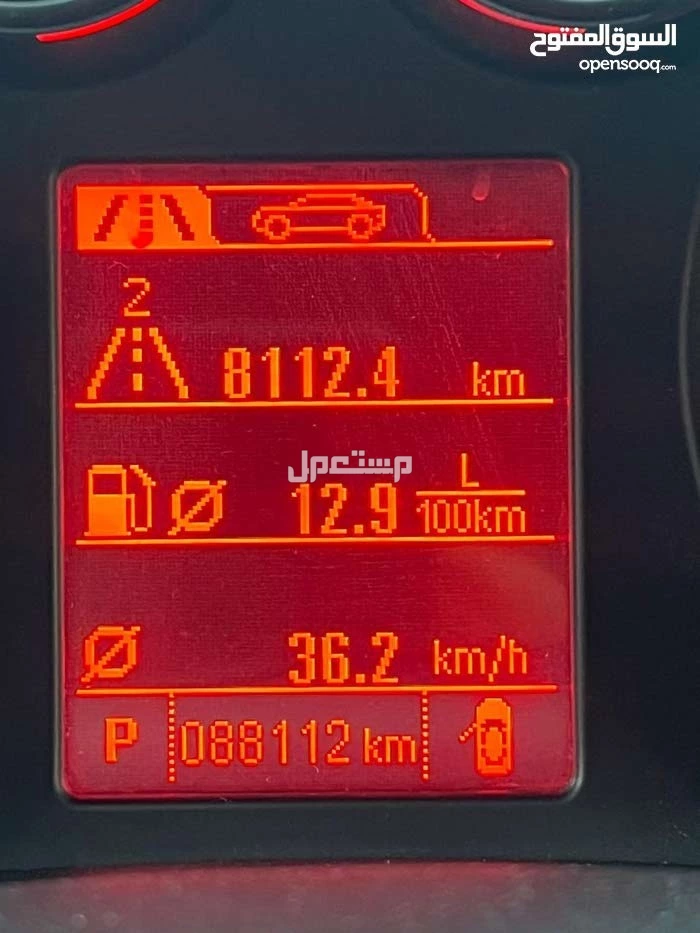 السوق المفتوح
opensooq.com
2
8112.4 km
مستعمل
12.9 L/100km
36.2 km/h
P 088112 km